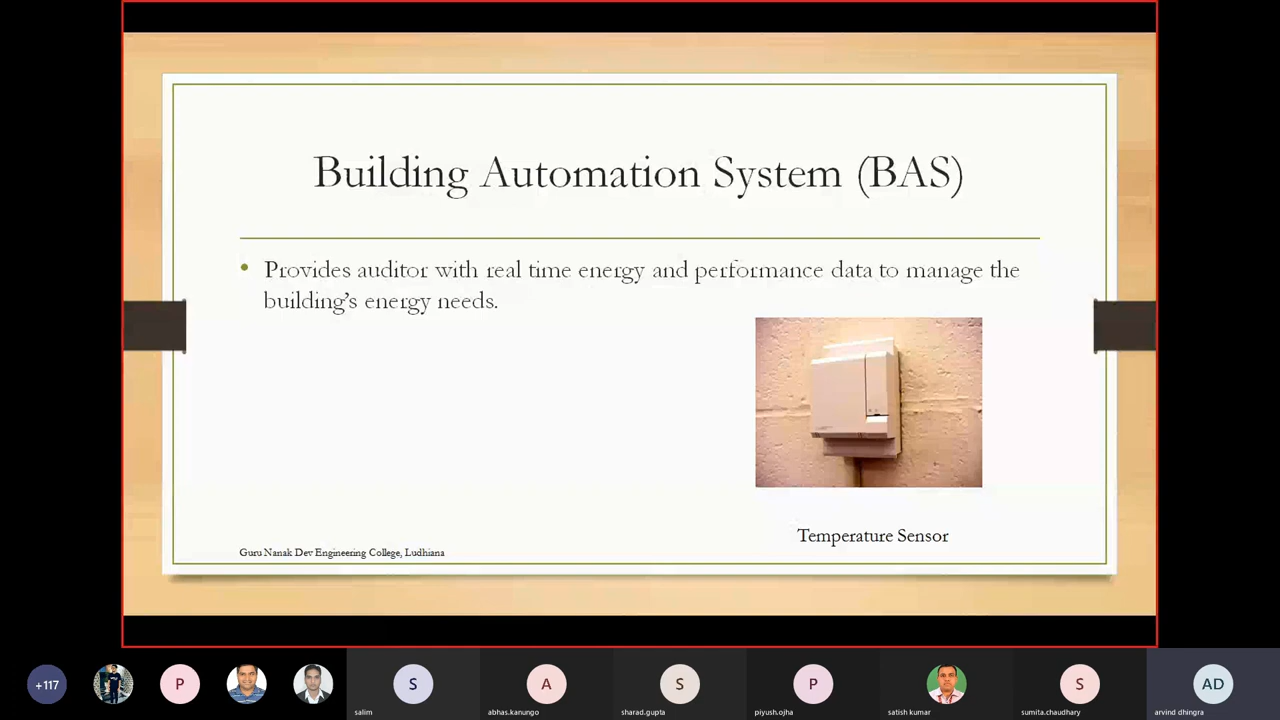 Building Automation System (BAS)
• Provides auditor with real time energy and performance data to manage the
building’s energy needs.
Temperature Sensor
Guru Nanak Dev Engineering College, Ludhiana
+117
P
S
A
S
P
S
AD
salim
abhas.kanungo
sharad.gupta
piyush.ojha
satish kumar
sumita.chaudhary
arvind dhingra